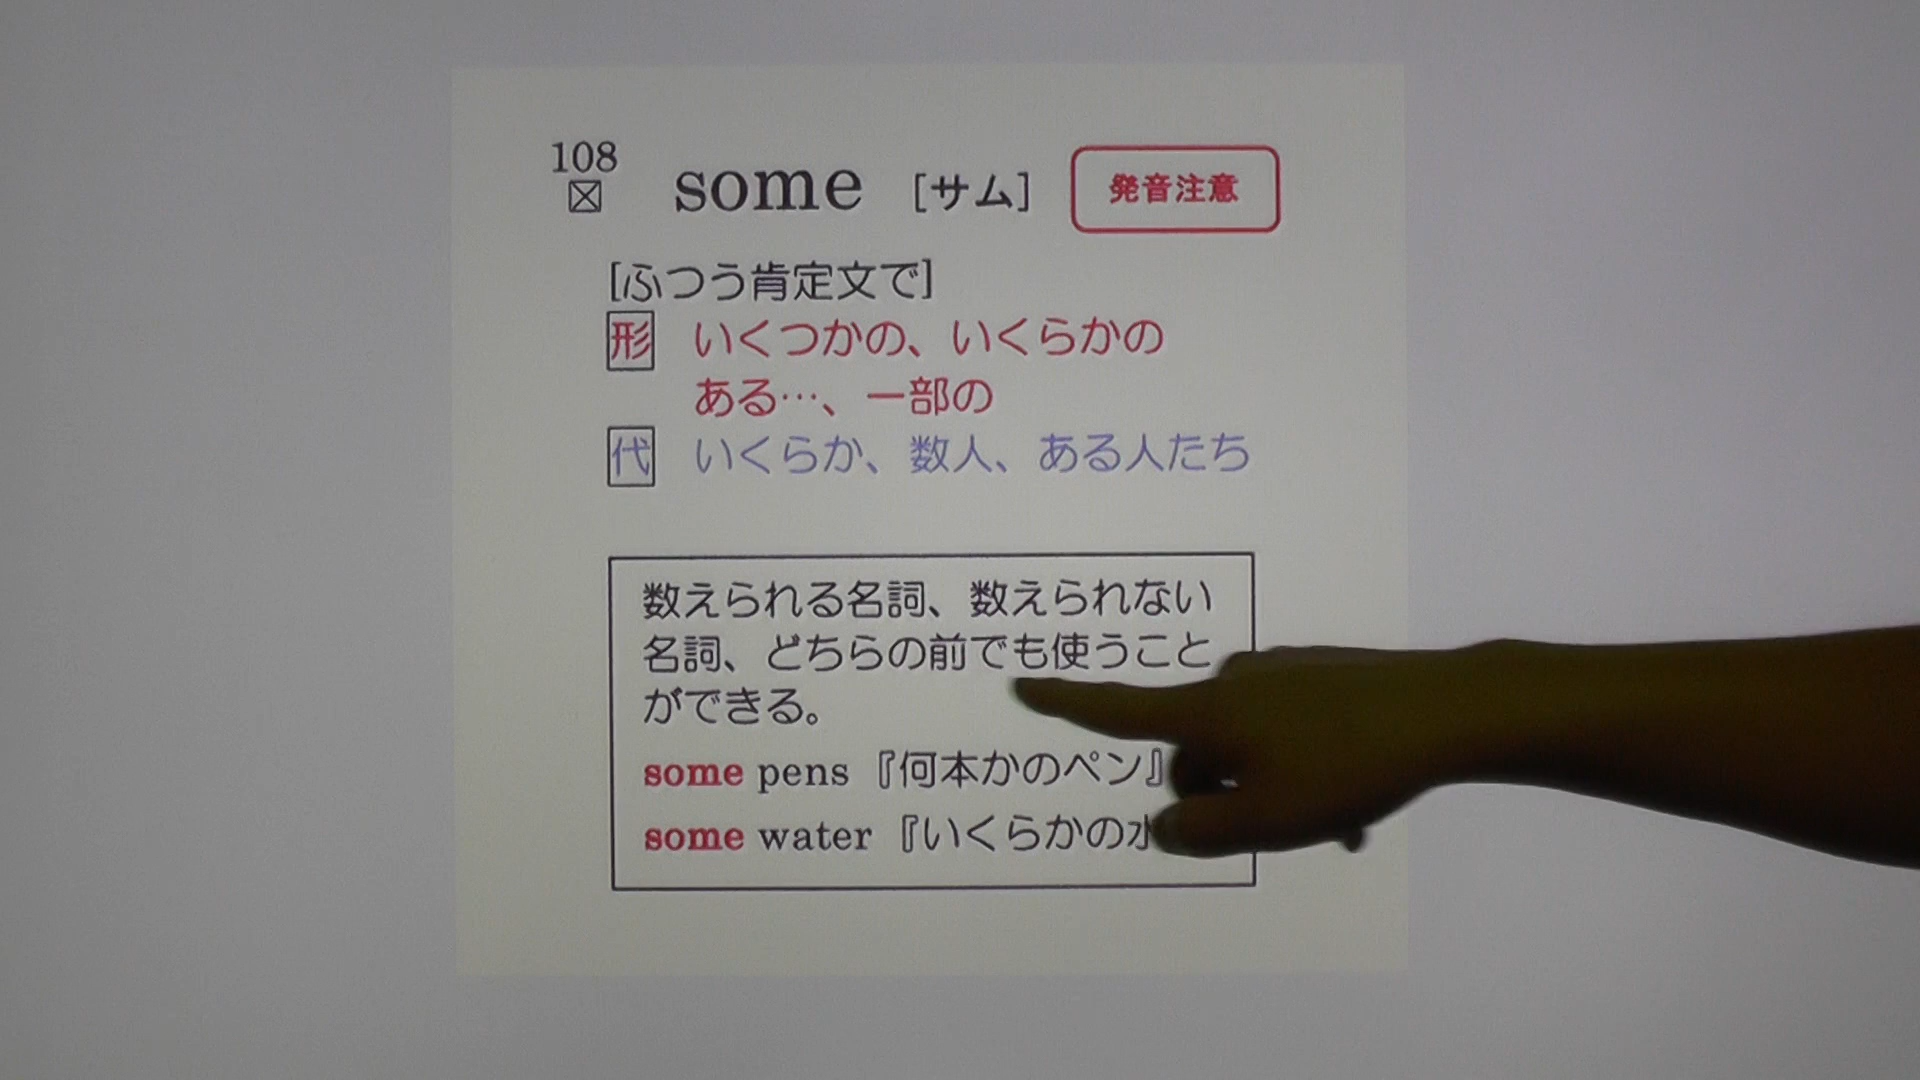 108
some [サム] 発音注意
[ふつう肯定文で]
形 いくつかの、いくらかの
ある…、一部の
代 いくらか、数人、ある人たち
数えられる名詞、数えられない
名詞、どちらの前でも使うこと
ができる。
some pens『何本かのペン』
some water『いくらかの水